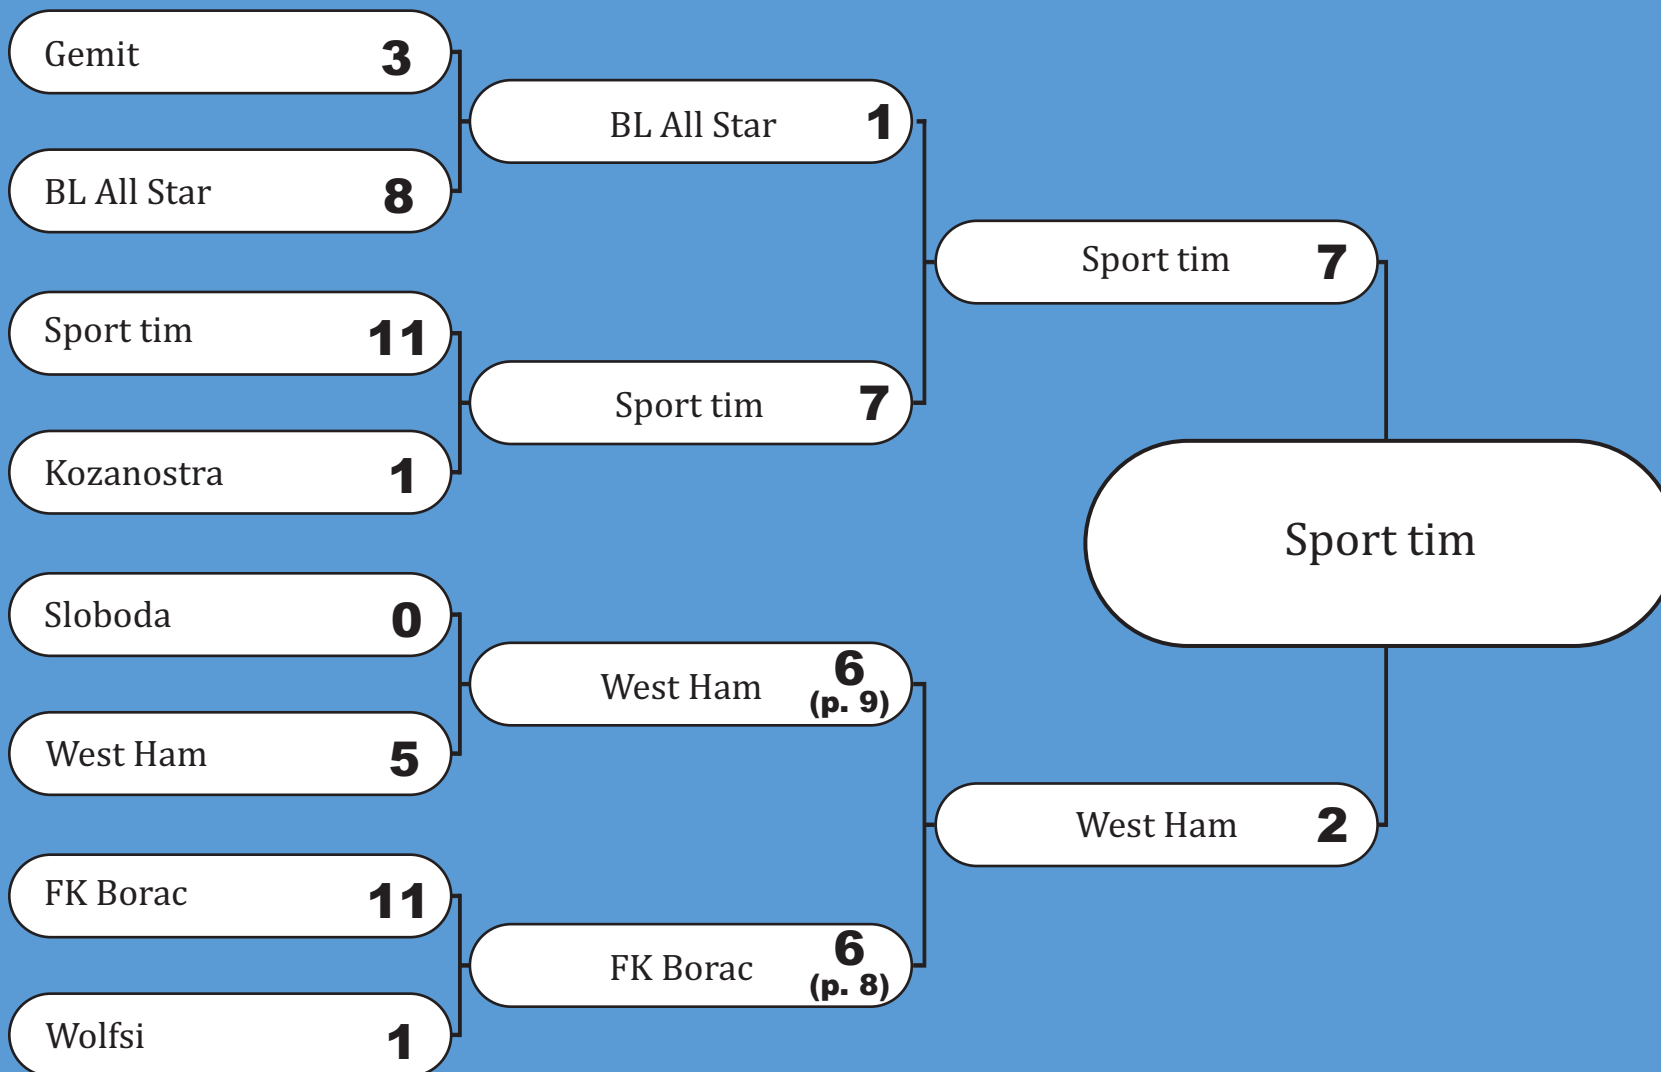 Gemit 3
BL All Star 8
Sport tim 11
Kozanostra 1
Sloboda 0
West Ham 5
FK Borac 11
Wolfsi 1
BL All Star 1
Sport tim 7
West Ham 6
(p. 9)
FK Borac 6
(p. 8)
Sport tim 7
West Ham 2
Sport tim